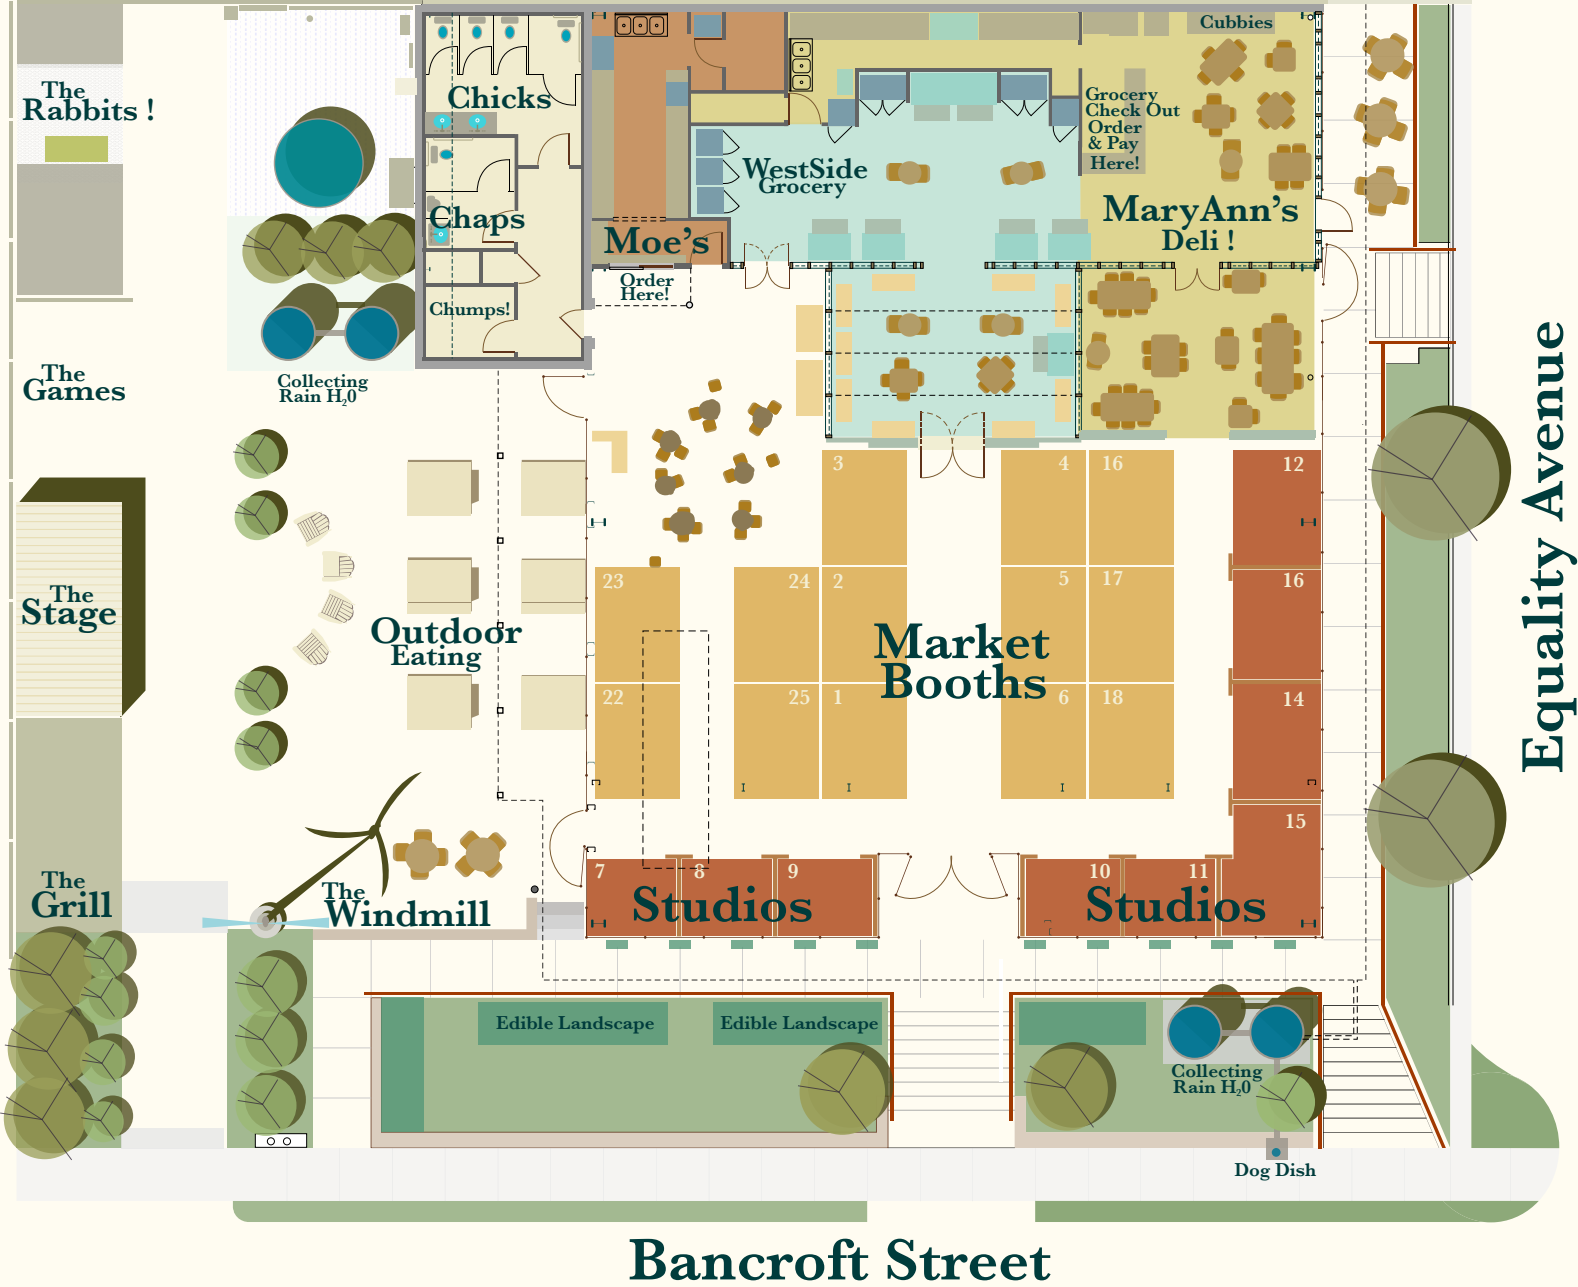 Cubbies
The
Rabbits !
Chicks
Grocery
Check Out
Order
& Pay
Here!
WestSide
Grocery
Chaps
MaryAnn's
Deli !
Moe's
Order
Here!
Chumps!
The
Games
Collecting
Rain H20
3
4
16
12
23
24
2
5
17
16
The
Stage
Outdoor
Eating
Market
Booths
22
25
1
6
18
14
15
Equality Avenue
The
Grill
The
Windmill
7
8
9
Studios
10
11
Studios
Edible Landscape
Edible Landscape
Collecting
Rain H20
Dog Dish
Bancroft Street